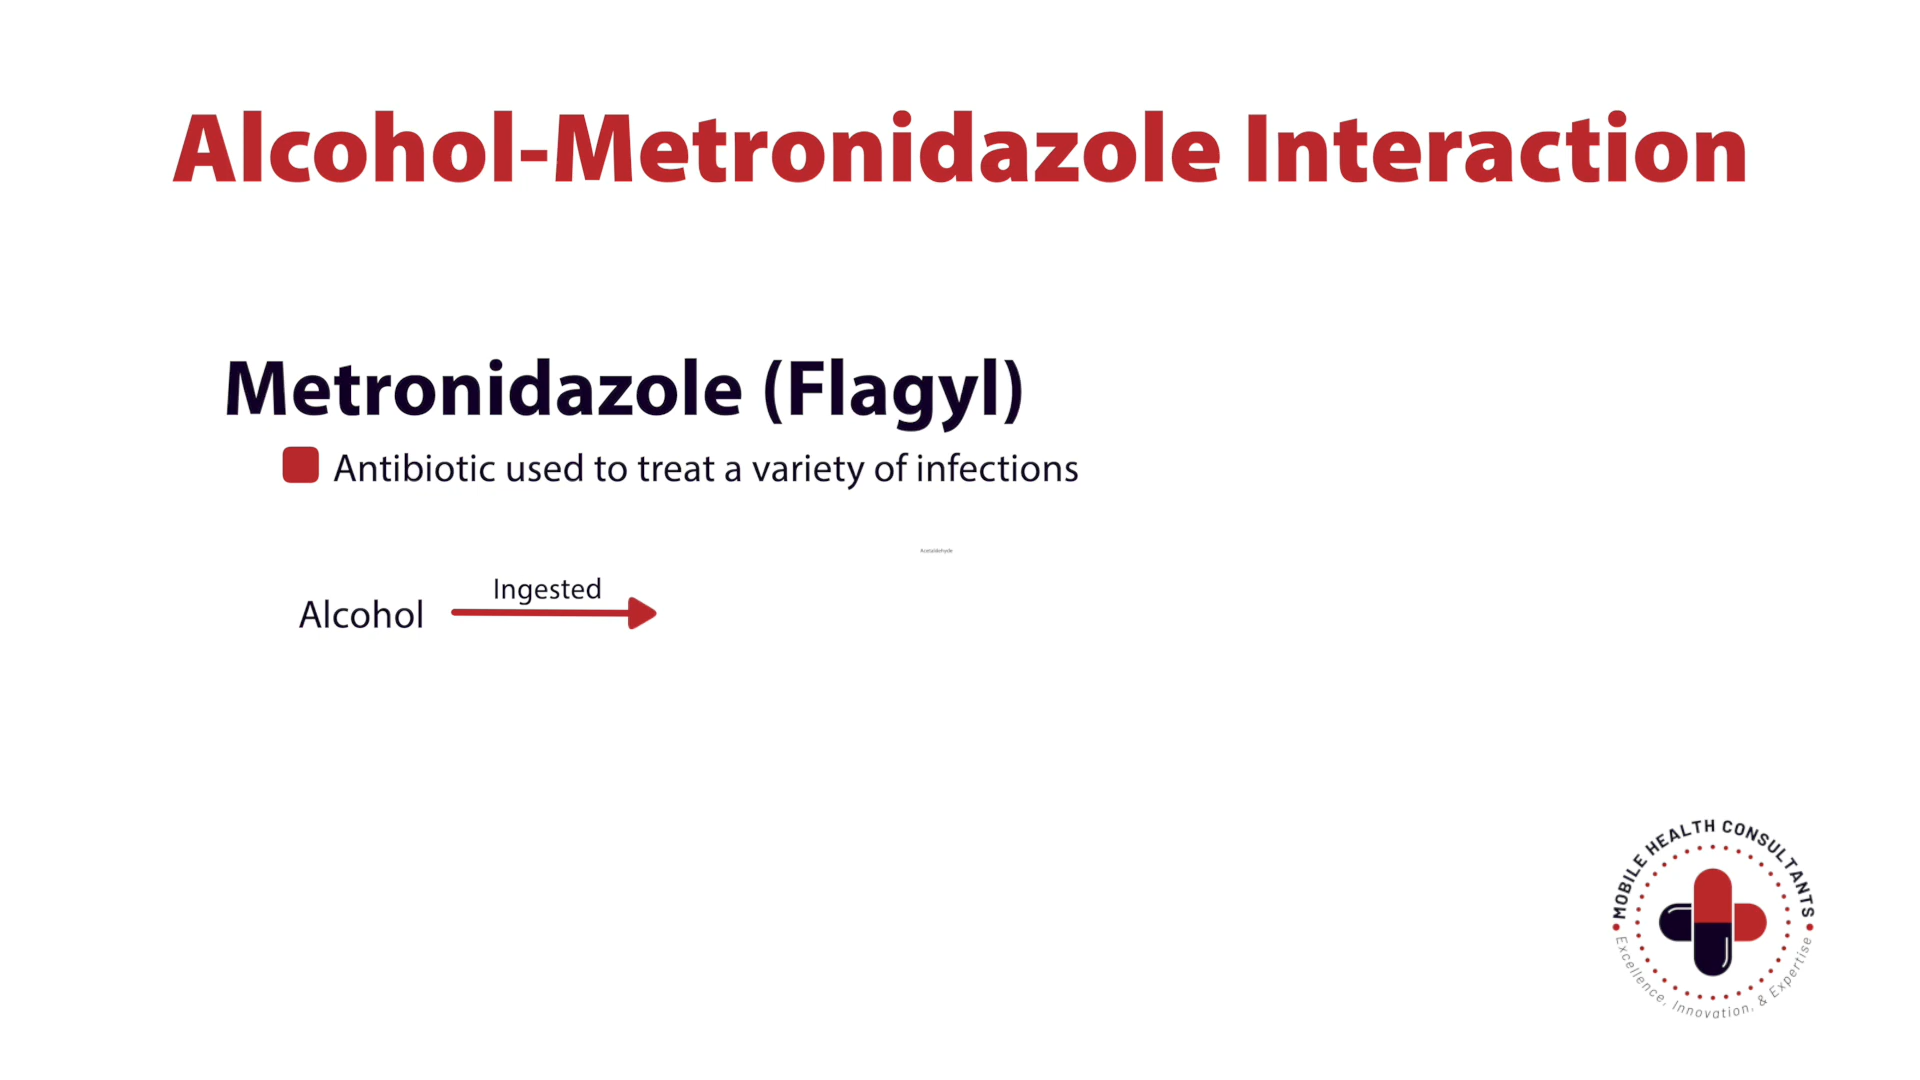 Alcohol-Metronidazole Interaction
Metronidazole (Flagyl)
Antibiotic used to treat a variety of infections
Acetaldehyde
Ingested
Alcohol
MOBILE HEALTH CONSULTANTS
Excellence, Innovation, & Expertise